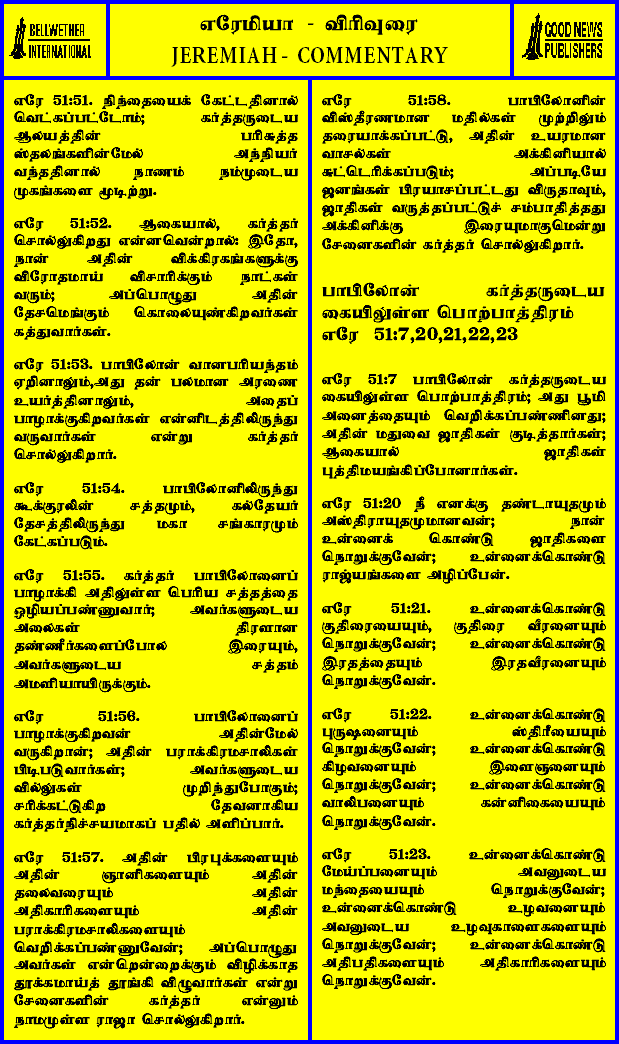 BELLWETHER
INTERNATIONAL
எரேமியா - விரிவுரை
JEREMIAH - COMMENTARY
GOOD NEWS
PUBLISHERS
எரே 51:51. நிந்தையைக் கேட்டதினால்
வெட்கப்பட்டோம்; கர்த்தருடைய
ஆலயத்தின் பரிசுத்த
ஸ்தலங்களின்மேல் அந்நியர்
வந்ததினால் நாணம் நம்முடைய
முகங்களை மூடிற்று.
எரே 51:52. ஆகையால், கர்த்தர்
சொல்லுகிறது என்னவென்றால்: இதோ,
நான் அதின் விக்கிரகங்களுக்கு
விரோதமாய் விசாரிக்கும் நாட்கள்
வரும்; அப்பொழுது அதின்
தேசமெங்கும் கொலையுண்கிறவர்கள்
கத்துவார்கள்.
எரே 51:53. பாபிலோன் வானபரியந்தம்
ஏறினாலும்,அது தன் பலமான அரணை
உயர்த்தினாலும், அதைப்
பாழாக்குகிறவர்கள் என்னிடத்திலிருந்து
வருவார்கள் என்று கர்த்தர்
சொல்லுகிறார்.
எரே 51:54. பாபிலோனிலிருந்து
கூக்குரலின் சத்தமும், கல்தேயர்
தேசத்திலிருந்து மகா சங்காரமும்
கேட்கப்படும்.
எரே 51:55. கர்த்தர் பாபிலோனைப்
பாழாக்கி அதிலுள்ள பெரிய சத்தத்தை
ஒழியப்பண்ணுவார்; அவர்களுடைய
அலைகள் திரளான
தண்ணீர்களைப்போல் இரையும்,
அவர்களுடைய சத்தம்
அமளியாயிருக்கும்.
எரே 51:56. பாபிலோனைப்
பாழாக்குகிறவன் அதின்மேல்
வருகிறான்; அதின் பராக்கிரமசாலிகள்
பிடிபடுவார்கள்; அவர்களுடைய
வில்லுகள் முறிந்துபோகும்;
சரிக்கட்டுகிற தேவனாகிய
கர்த்தர்நிச்சயமாகப் பதில் அளிப்பார்.
எரே 51:57. அதின் பிரபுக்களையும்
அதின் ஞானிகளையும் அதின்
தலைவரையும் அதின்
அதிகாரிகளையும் அதின்
பராக்கிரமசாலிகளையும்
வெறிக்கப்பண்ணுவேன்; அப்பொழுது
அவர்கள் என்றென்றைக்கும் விழிக்காத
தூக்கமாய்த் தூங்கி விழுவார்கள் என்று
சேனைகளின் கர்த்தர் என்னும்
நாமமுள்ள ராஜா சொல்லுகிறார்.
எரே 51:58. பாபிலோனின்
விஸ்தீரணமான மதில்கள் முற்றிலும்
தரையாக்கப்பட்டு, அதின் உயரமான
வாசல்கள் அக்கினியால்
சுட்டெரிக்கப்படும்; அப்படியே
ஜனங்கள் பிரயாசப்பட்டது விருதாவும்,
ஜாதிகள் வருத்தப்பட்டுச் சம்பாதித்தது
அக்கினிக்கு இரையுமாகுமென்று
சேனைகளின் கர்த்தர் சொல்லுகிறார்.
பாபிலோன் கர்த்தருடைய
கையிலுள்ள பொற்பாத்திரம்
எரே 51:7,20,21,22,23
எரே 51:7 பாபிலோன் கர்த்தருடைய
கையிலுள்ள பொற்பாத்திரம்; அது பூமி
அனைத்தையும் வெறிக்கப்பண்ணினது;
அதின் மதுவை ஜாதிகள் குடித்தார்கள்;
ஆகையால் ஜாதிகள்
புத்திமயங்கிப்போனார்கள்.
எரே 51:20 நீ எனக்கு தண்டாயுதமும்
அஸ்திராயுதமுமானவன்; நான்
உன்னைக் கொண்டு ஜாதிகளை
நொறுக்குவேன்; உன்னைக்கொண்டு
ராஜ்யங்களை அழிப்பேன்.
எரே 51:21. உன்னைக்கொண்டு
குதிரையையும், குதிரை வீரனையும்
நொறுக்குவேன்; உன்னைக்கொண்டு
இரதத்தையும் இரதவீரனையும்
நொறுக்குவேன்.
எரே 51:22. உன்னைக்கொண்டு
புருஷனையும் ஸ்திரீயையும்
நொறுக்குவேன்; உன்னைக்கொண்டு
கிழவனையும் இளைஞனையும்
நொறுக்குவேன்; உன்னைக்கொண்டு
வாலிபனையும் கன்னிகையையும்
நொறுக்குவேன்.
எரே 51:23. உன்னைக்கொண்டு
மேய்ப்பனையும் அவனுடைய
மந்தையையும் நொறுக்குவேன்;
உன்னைக்கொண்டு உழவனையும்
அவனுடைய உழவுகாளைகளையும்
நொறுக்குவேன்; உன்னைக்கொண்டு
அதிபதிகளையும் அதிகாரிகளையும்
நொறுக்குவேன்.